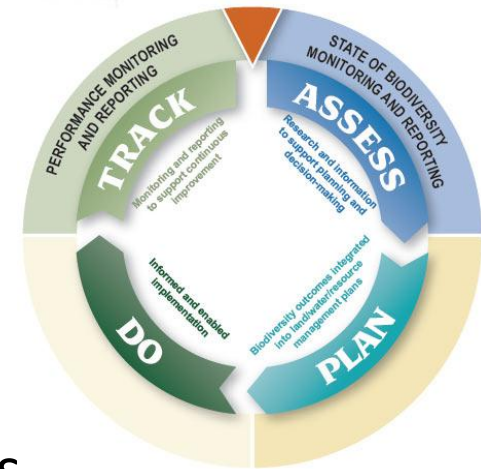 PERFORMANCE MONITORING
AND REPORTING
STATE OF BIODIVERSITY
MONITORING AND REPORTING
TRACK
Monitoring and reporting
to support continuous
improvement
ASSESS
Research and information
to support planning and
decision-making
DO
Informed and enabled
implementation
PLAN
Biodiversity outcomes integrated
into land/water/resource
management plans